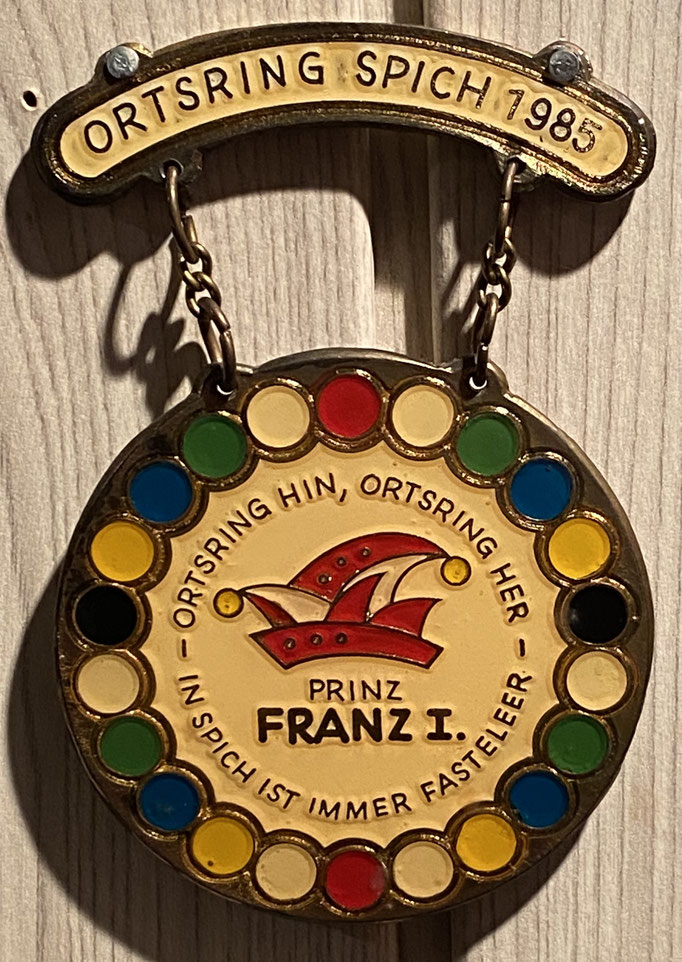 ORTSRING SPICH 1985
– ORTSRING HIN, ORTSRING HER –
PRINZ
FRANZ I.
IN SPICH IST IMMER FASTELEER